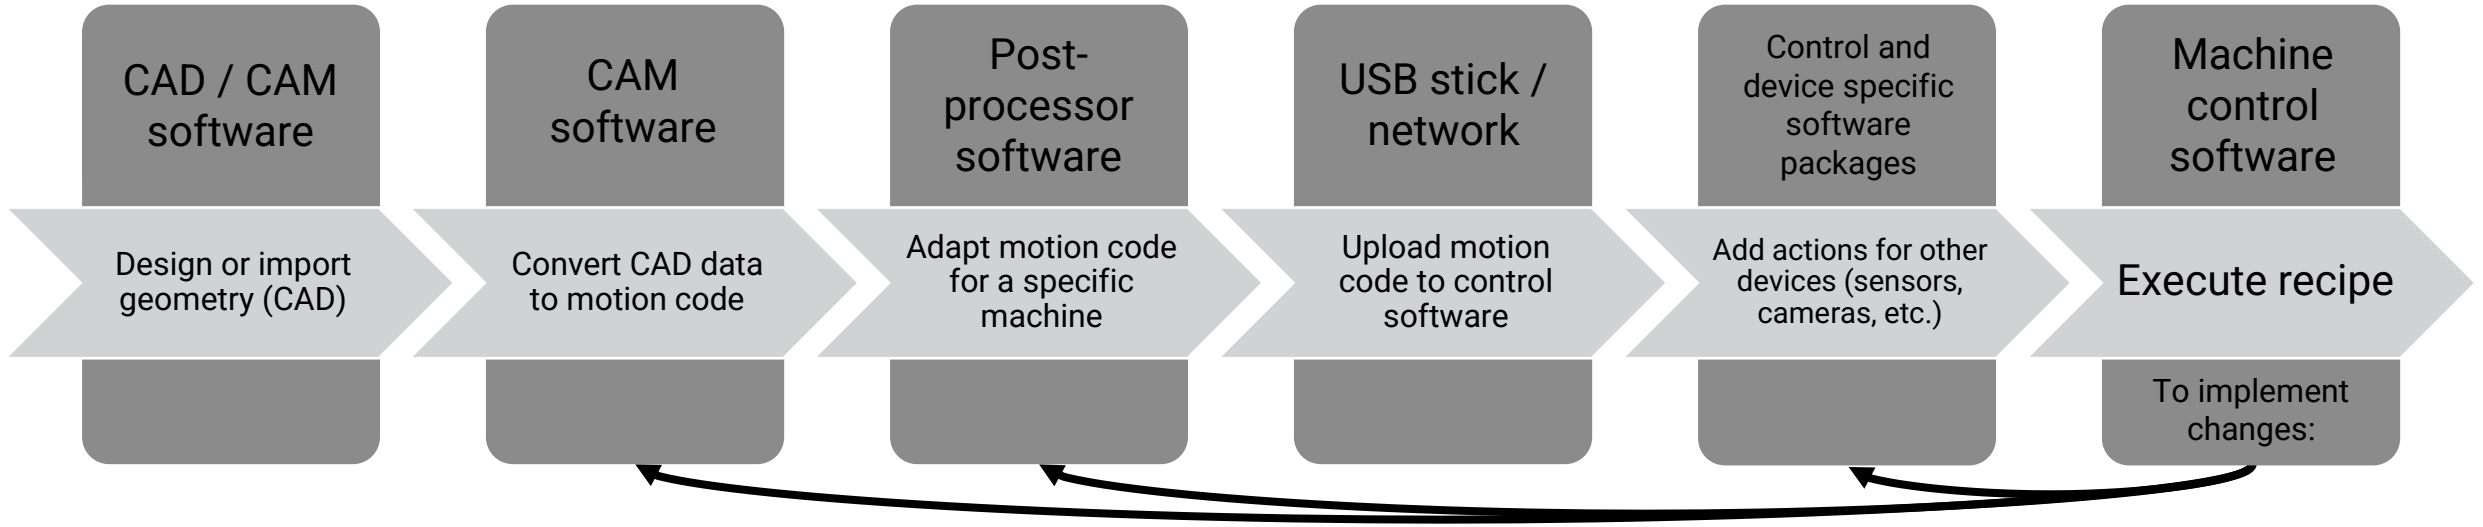 CAD / CAM
software
Design or import
geometry (CAD)
CAM
software
Convert CAD data
to motion code
Post-
processor
software
Adapt motion code
for a specific
machine
USB stick /
network
Upload motion
code to control
software
Control and
device specific
software
packages
Add actions for other
devices (sensors,
cameras, etc.)
Machine
control
software
Execute recipe
To implement
changes: